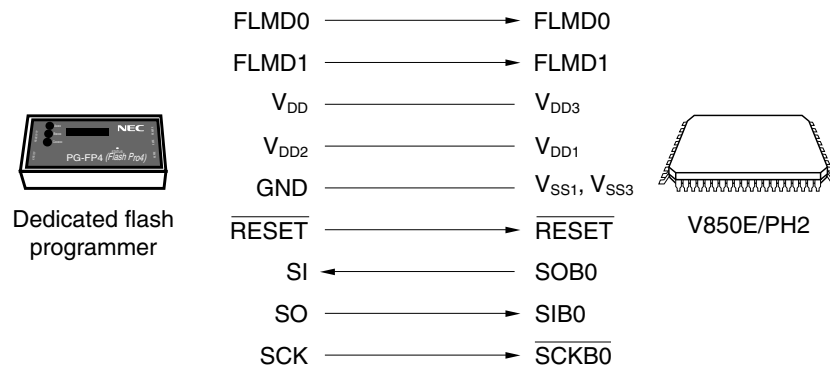 FLMD0 FLMD0
FLMD1 FLMD1
VDD VDD3
VDD2 VDD1
GND VSS1, VSS3
RESET RESET
SI SOB0
SO SIB0
SCK SCKB0
NEC
PG-FP4 (Flash Pro4)
Dedicated flash
programmer
V850E/PH2